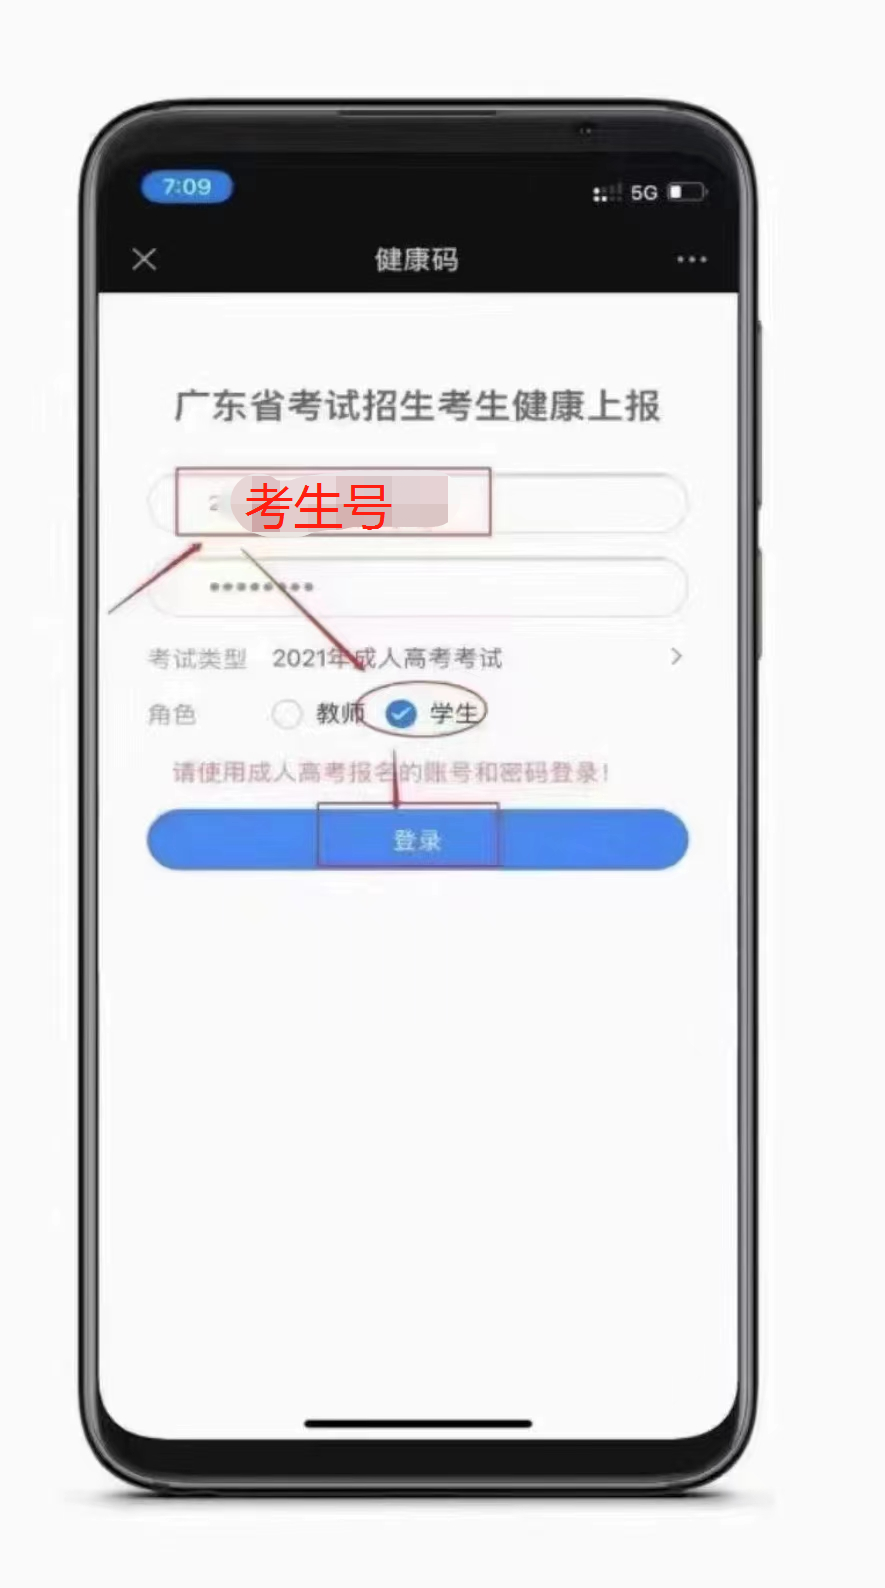 7:09
5G
健康码
广东省考试招生考生健康上报
2 考生号
••••••••
考试类型 2021年成人高考考试
角色 教师 学生
请使用成人高考报名的账号和密码登录!
登录